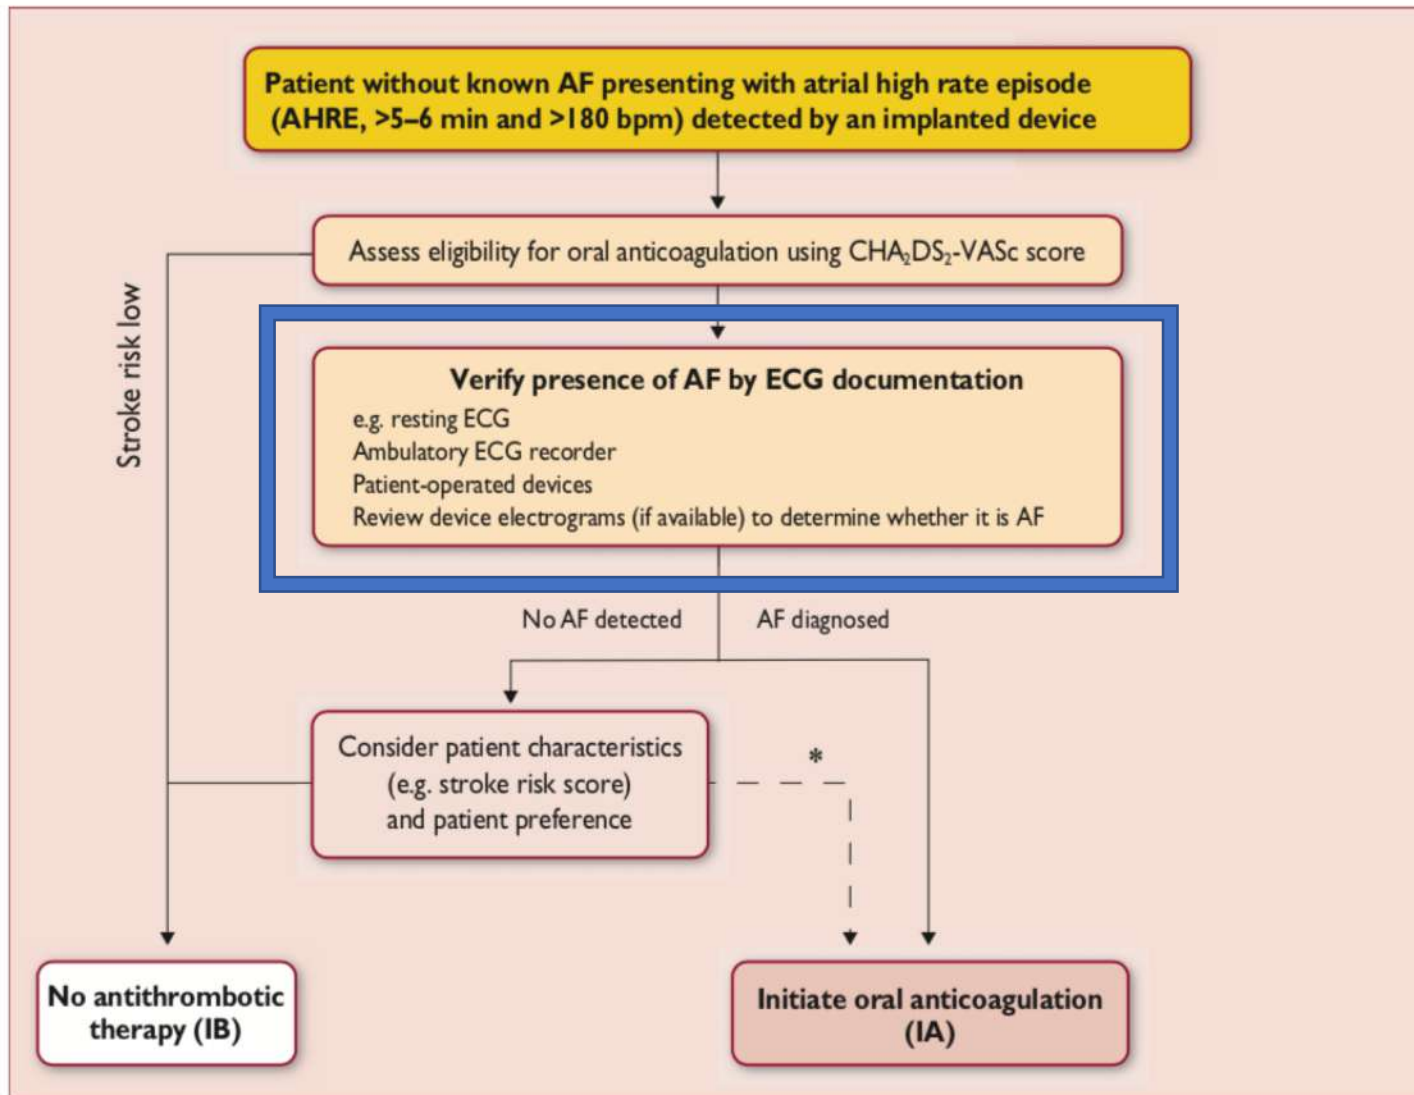 Patient without known AF presenting with atrial high rate episode
(AHRE, >5–6 min and >180 bpm) detected by an implanted device
Assess eligibility for oral anticoagulation using CHA₂DS₂-VASc score
Stroke risk low
Verify presence of AF by ECG documentation
e.g. resting ECG
Ambulatory ECG recorder
Patient-operated devices
Review device electrograms (if available) to determine whether it is AF
No AF detected
AF diagnosed
Consider patient characteristics
(e.g. stroke risk score)
and patient preference
*
No antithrombotic
therapy (IB)
Initiate oral anticoagulation
(IA)